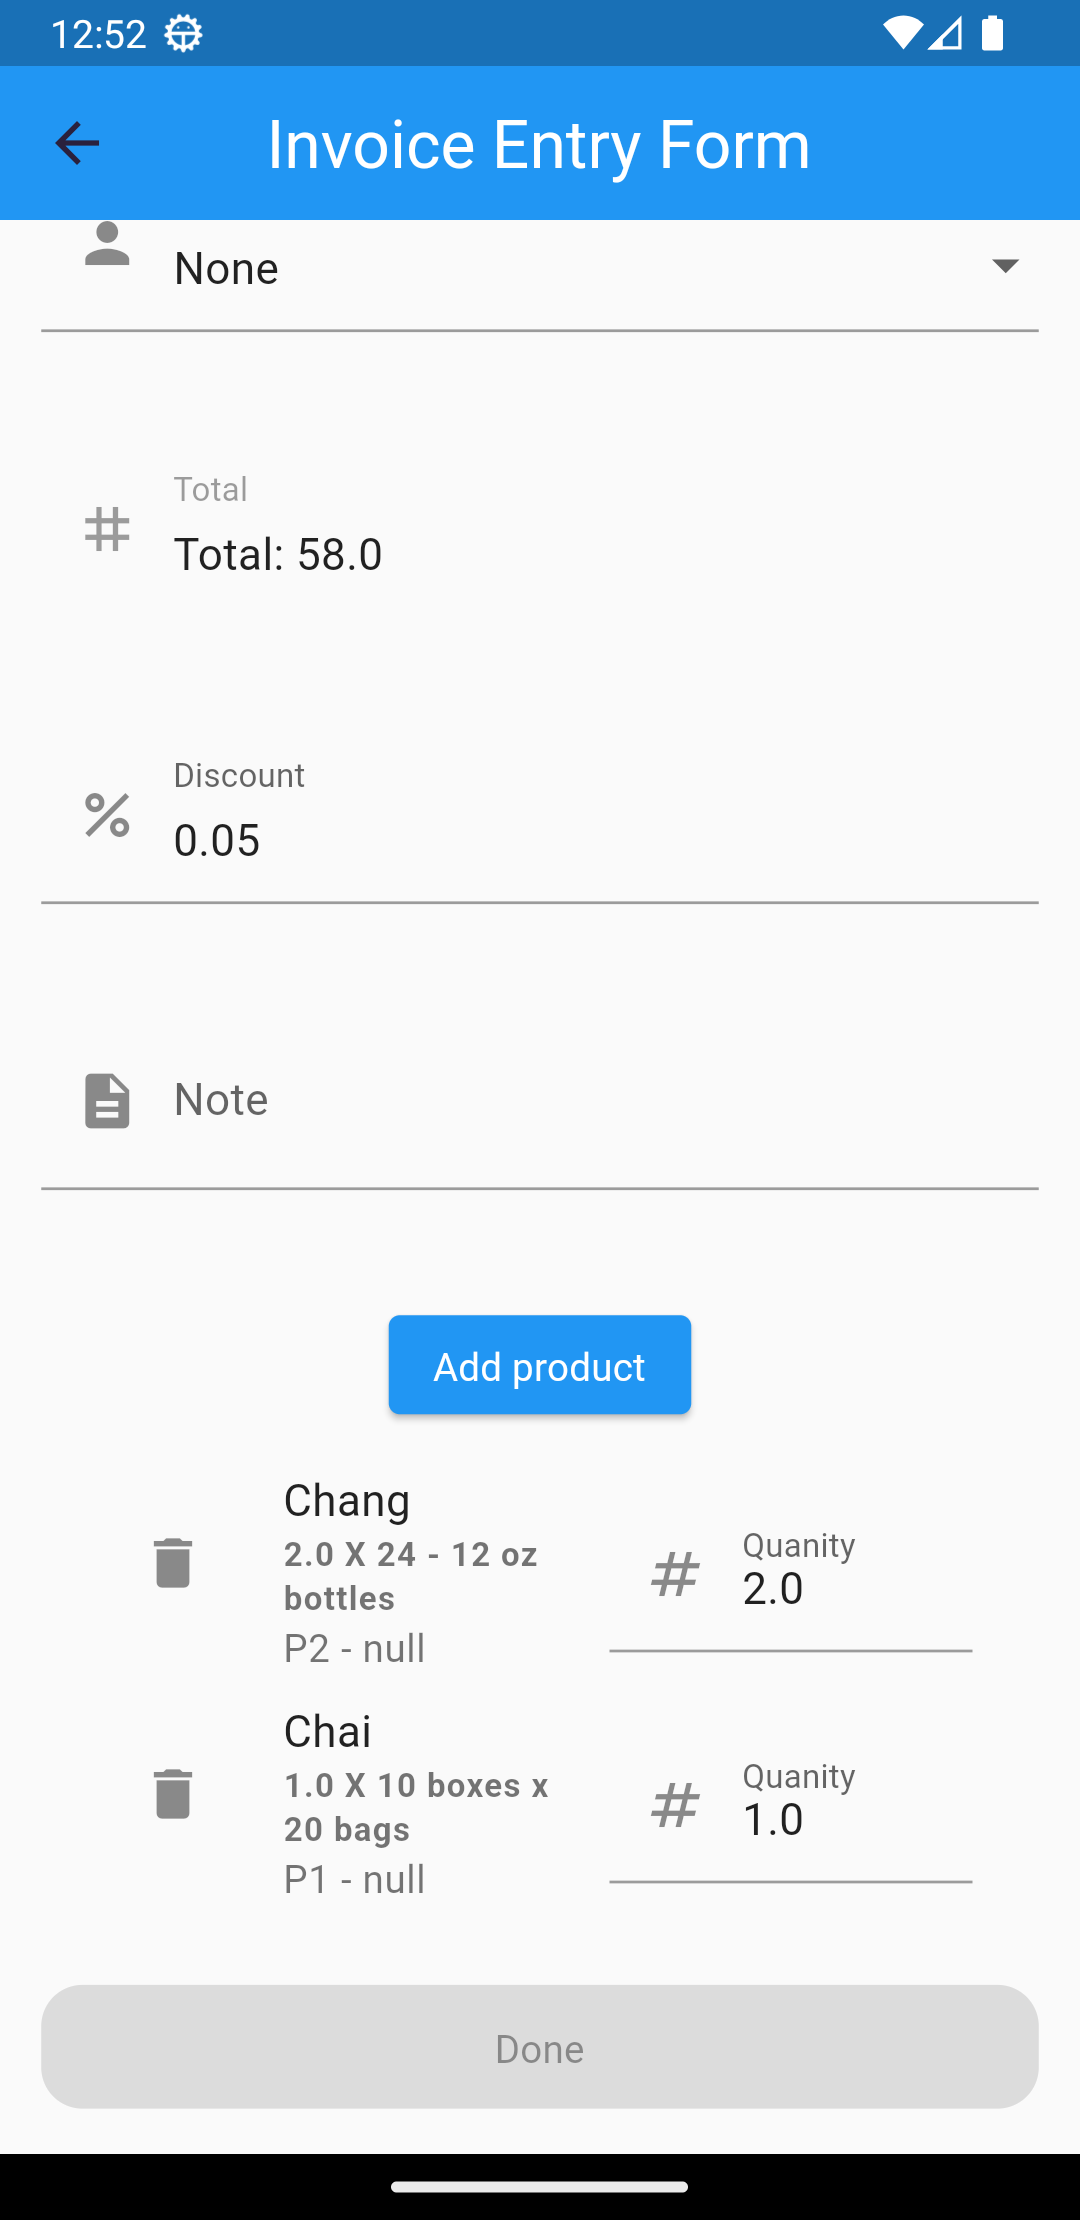 12:52
Invoice Entry Form
None
Total
Total: 58.0
Discount
0.05
Note
Add product
Chang
2.0 X 24 - 12 oz
bottles
P2 - null
Quanity
2.0
Chai
1.0 X 10 boxes x
20 bags
P1 - null
Quanity
1.0
Done